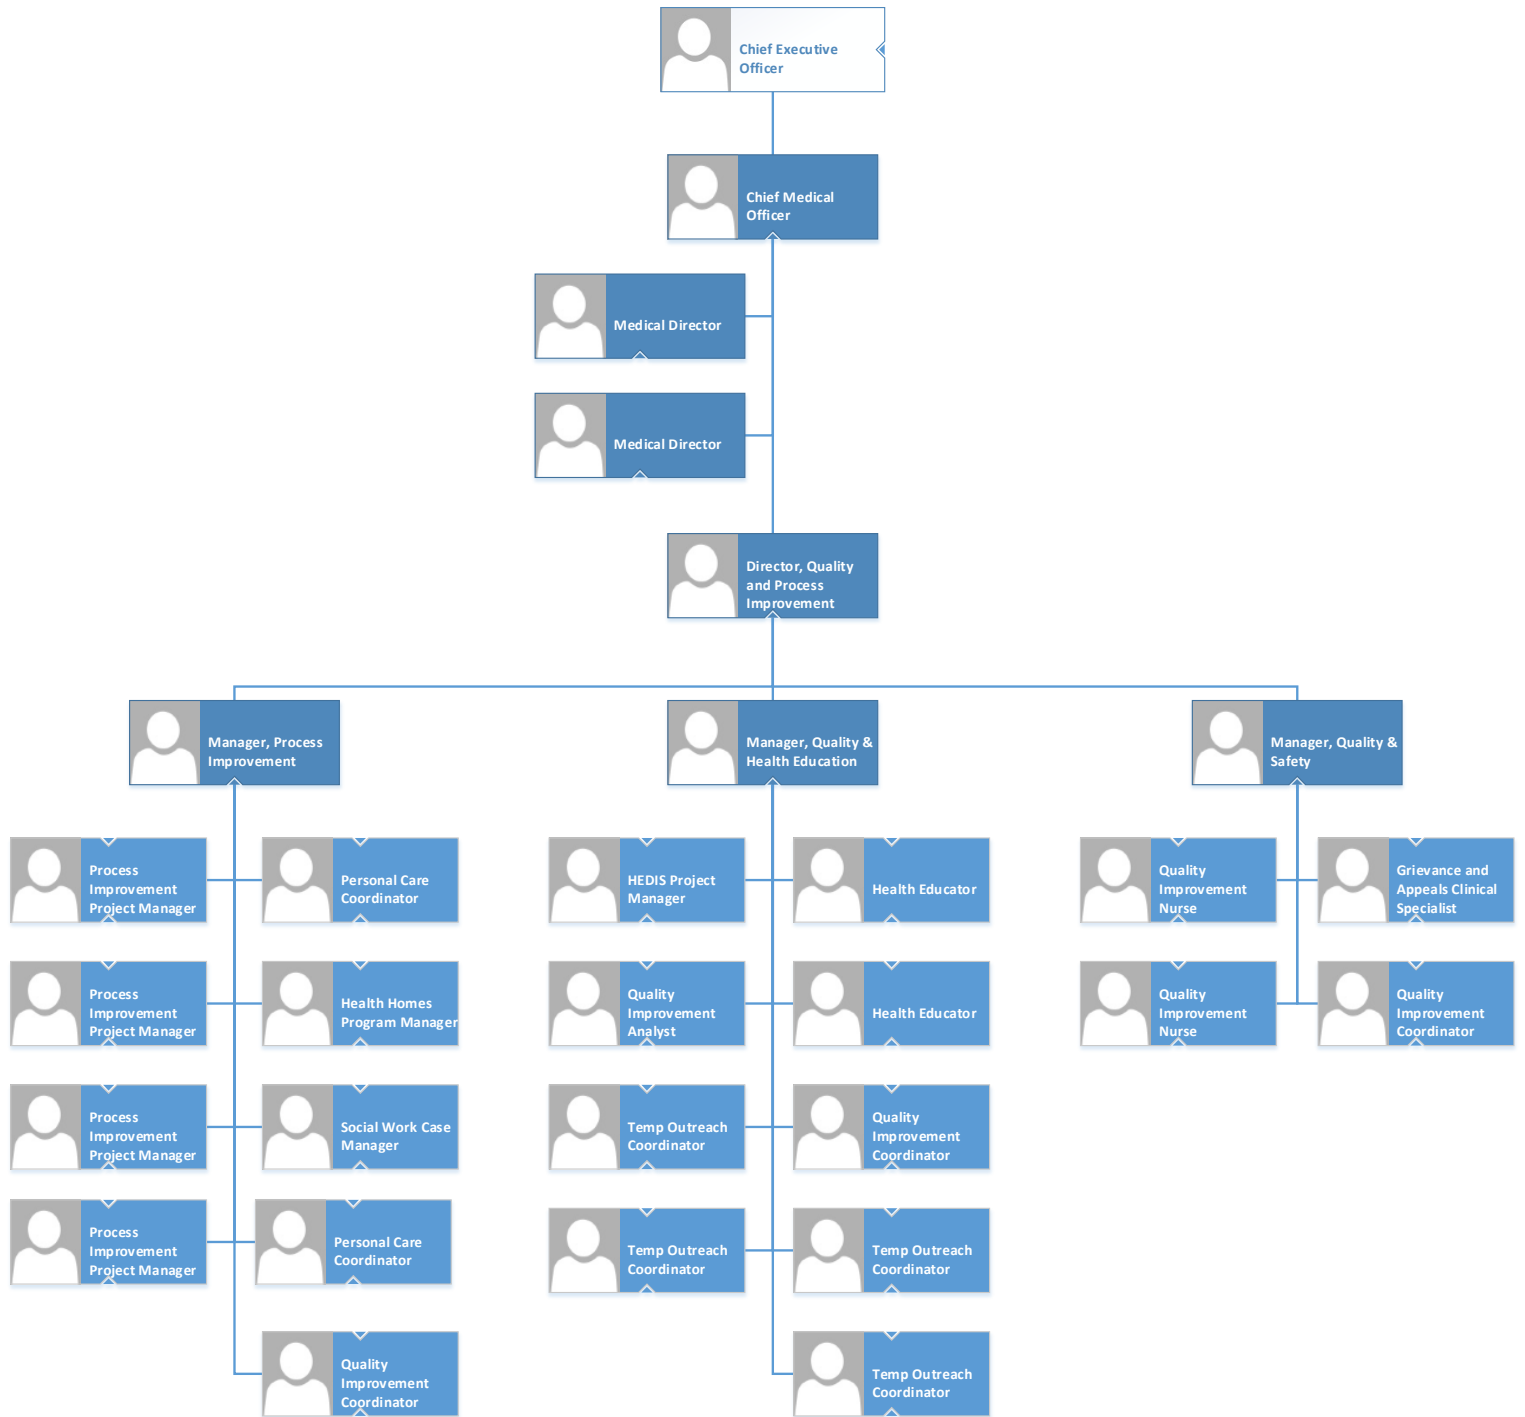 Chief Executive
Officer
Chief Medical
Officer
Medical Director
Medical Director
Director, Quality
and Process
Improvement
Manager, Process
Improvement
Manager, Quality &
Health Education
Manager, Quality &
Safety
Process
Improvement
Project Manager
Personal Care
Coordinator
HEDIS Project
Manager
Health Educator
Quality
Improvement
Nurse
Grievance and
Appeals Clinical
Specialist
Process
Improvement
Project Manager
Health Homes
Program Manager
Quality
Improvement
Analyst
Health Educator
Quality
Improvement
Nurse
Quality
Improvement
Coordinator
Process
Improvement
Project Manager
Social Work Case
Manager
Temp Outreach
Coordinator
Quality
Improvement
Coordinator
Process
Improvement
Project Manager
Personal Care
Coordinator
Temp Outreach
Coordinator
Temp Outreach
Coordinator
Quality
Improvement
Coordinator
Temp Outreach
Coordinator